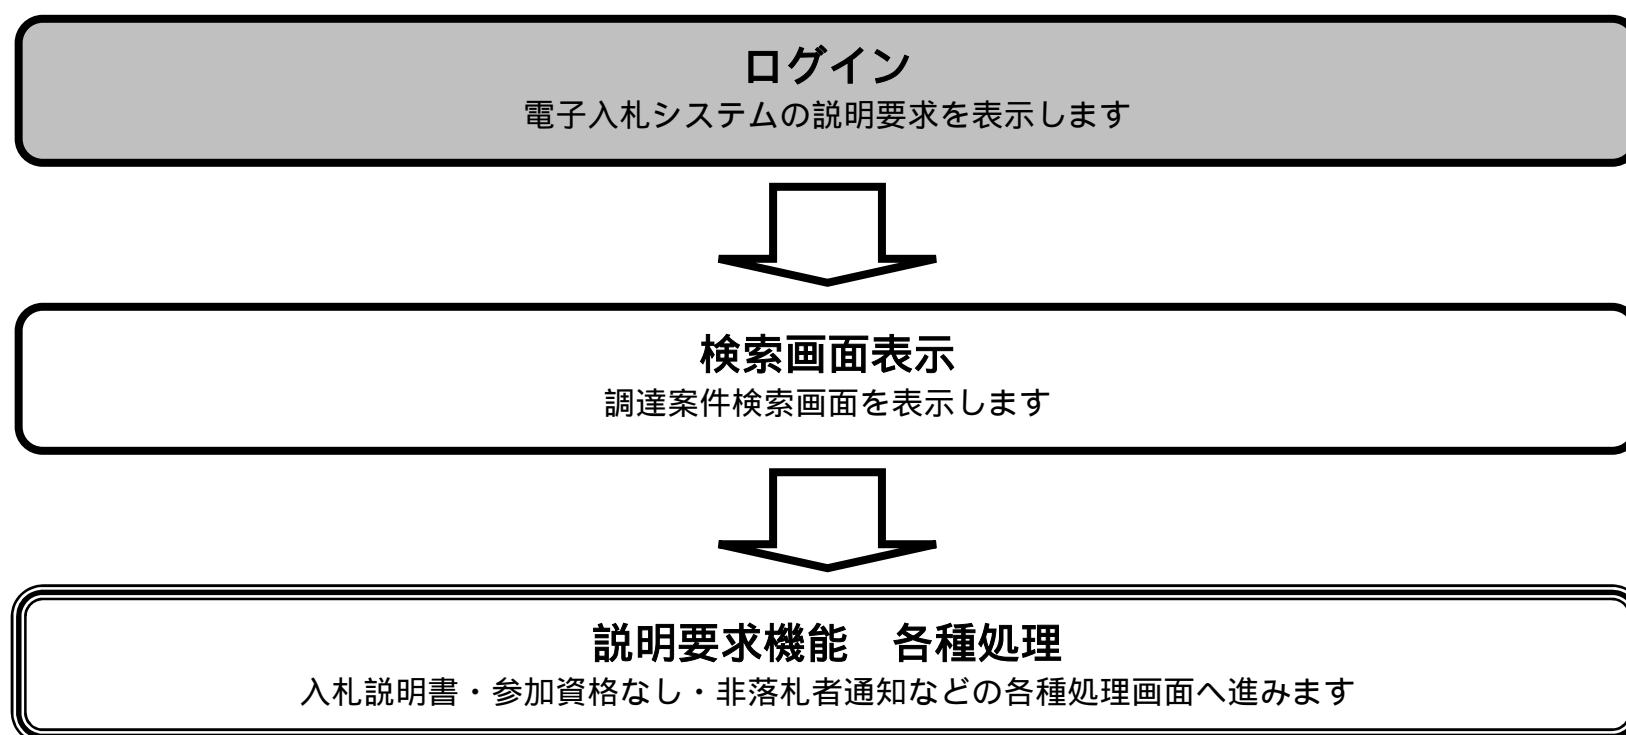 ログイン
電子入札システムの説明要求を表示します
検索画面表示
調達案件検索画面を表示します
説明要求機能　各種処理
入札説明書・参加資格なし・非落札者通知などの各種処理画面へ進みます